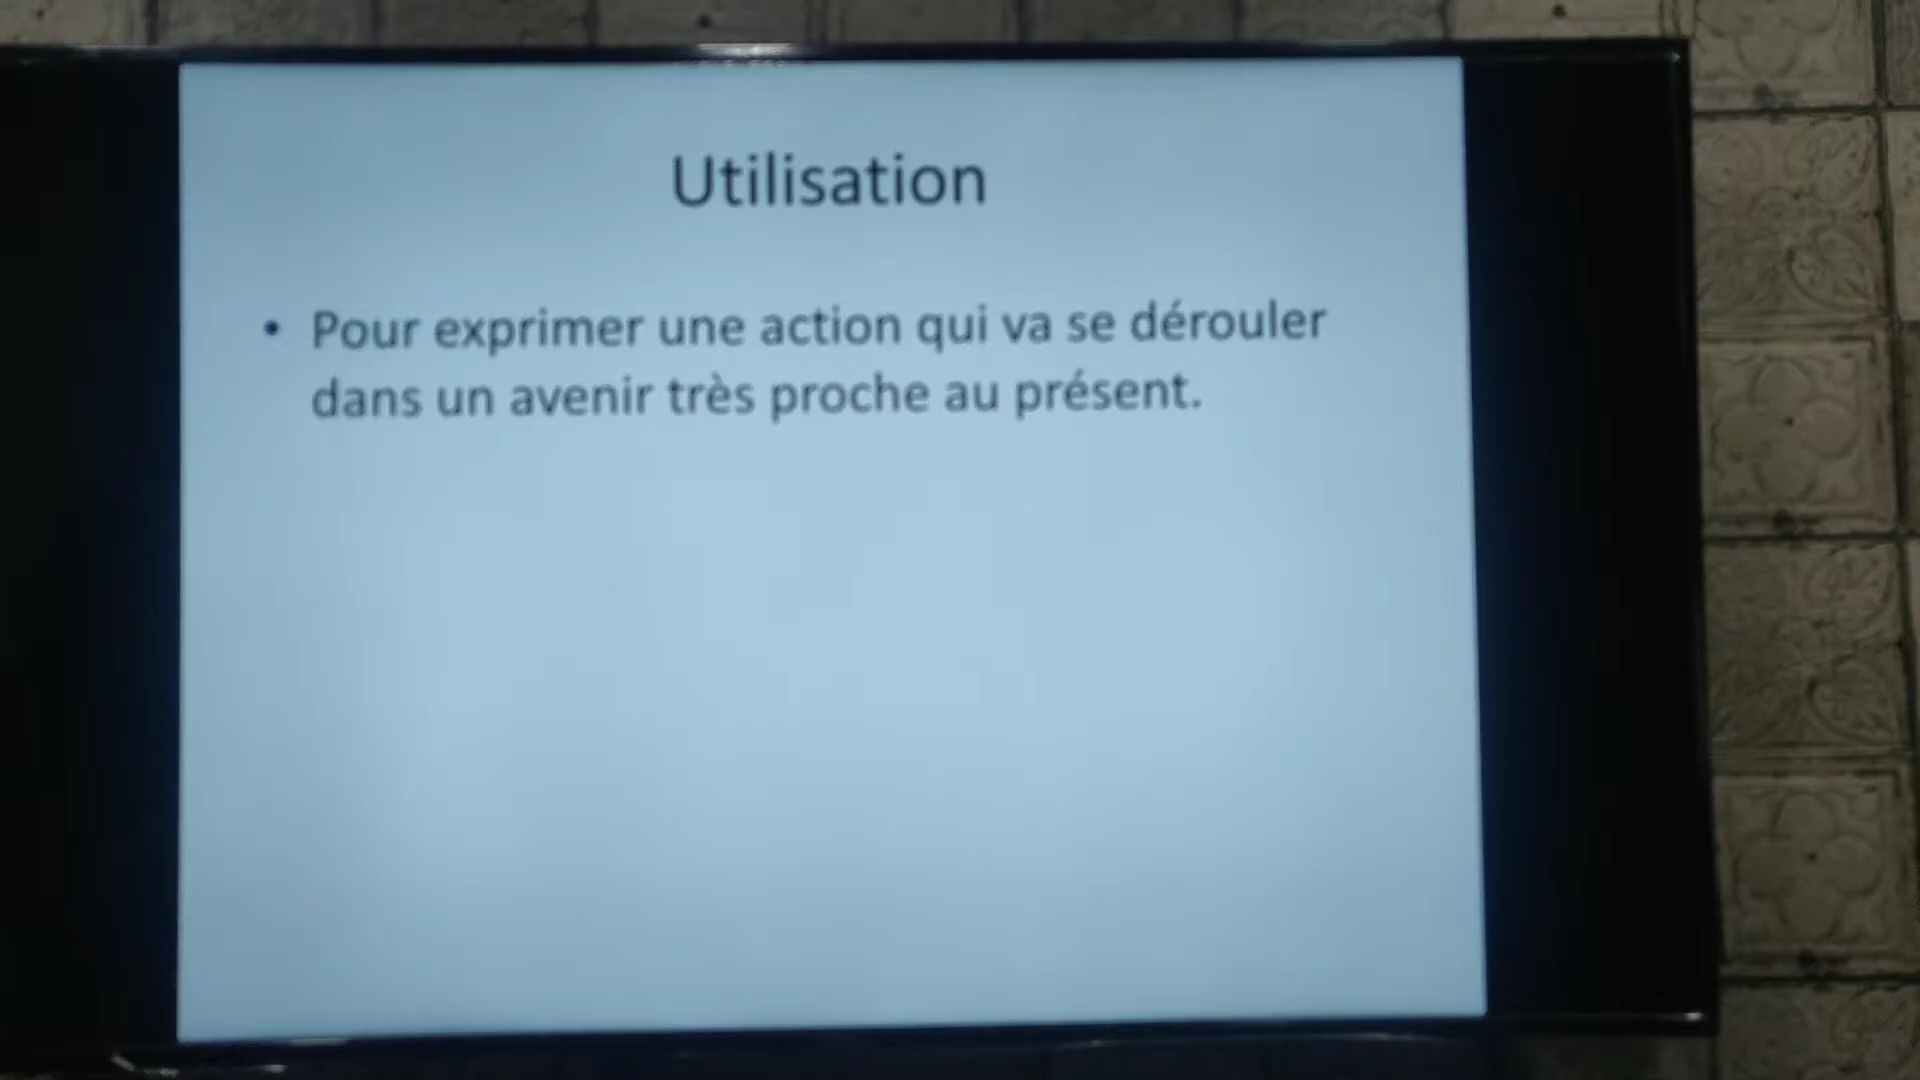 Utilisation
• Pour exprimer une action qui va se dérouler
dans un avenir très proche au présent.